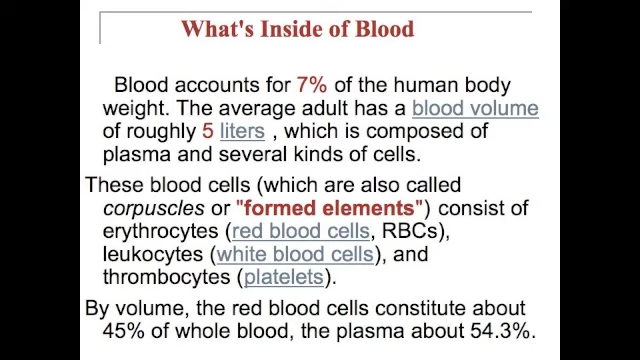 What's Inside of Blood
Blood accounts for 7% of the human body
weight. The average adult has a blood volume
of roughly 5 liters , which is composed of
plasma and several kinds of cells.
These blood cells (which are also called
corpuscles or "formed elements") consist of
erythrocytes (red blood cells, RBCs),
leukocytes (white blood cells), and
thrombocytes (platelets).
By volume, the red blood cells constitute about
45% of whole blood, the plasma about 54.3%.